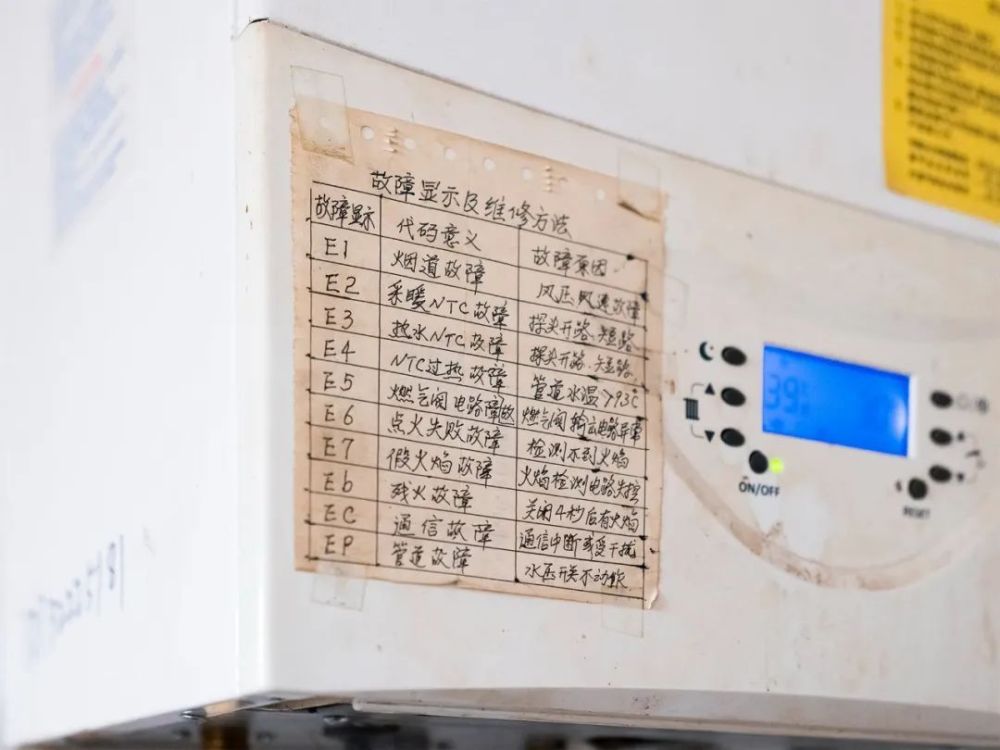 故障显示及维修方法
故障显示 代码意义 故障原因
E1 烟道故障 风压、风速故障
E2 采暖NTC故障 探头开路、短路
E3 热水NTC故障 探头开路、短路
E4 NTC过热故障 管道水温>93℃
E5 燃气阀电路障故 燃气阀输出电路异常
E6 点火失败故障 检测不到火焰
E7 假火焰故障 火焰检测电路失控
Eb 残火故障 关闭4秒后有火焰
EC 通信故障 通信中断或受干扰
EP 管道故障 水压开关不动作
39
ON/OFF
RESET